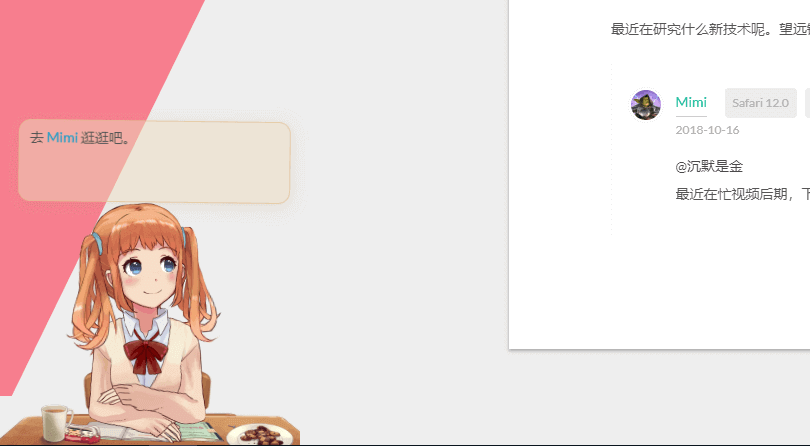 最近在研究什么新技术呢。望远
去 Mimi 逛逛吧。
Mimi Safari 12.0
2018-10-16
@沉默是金
最近在忙视频后期，